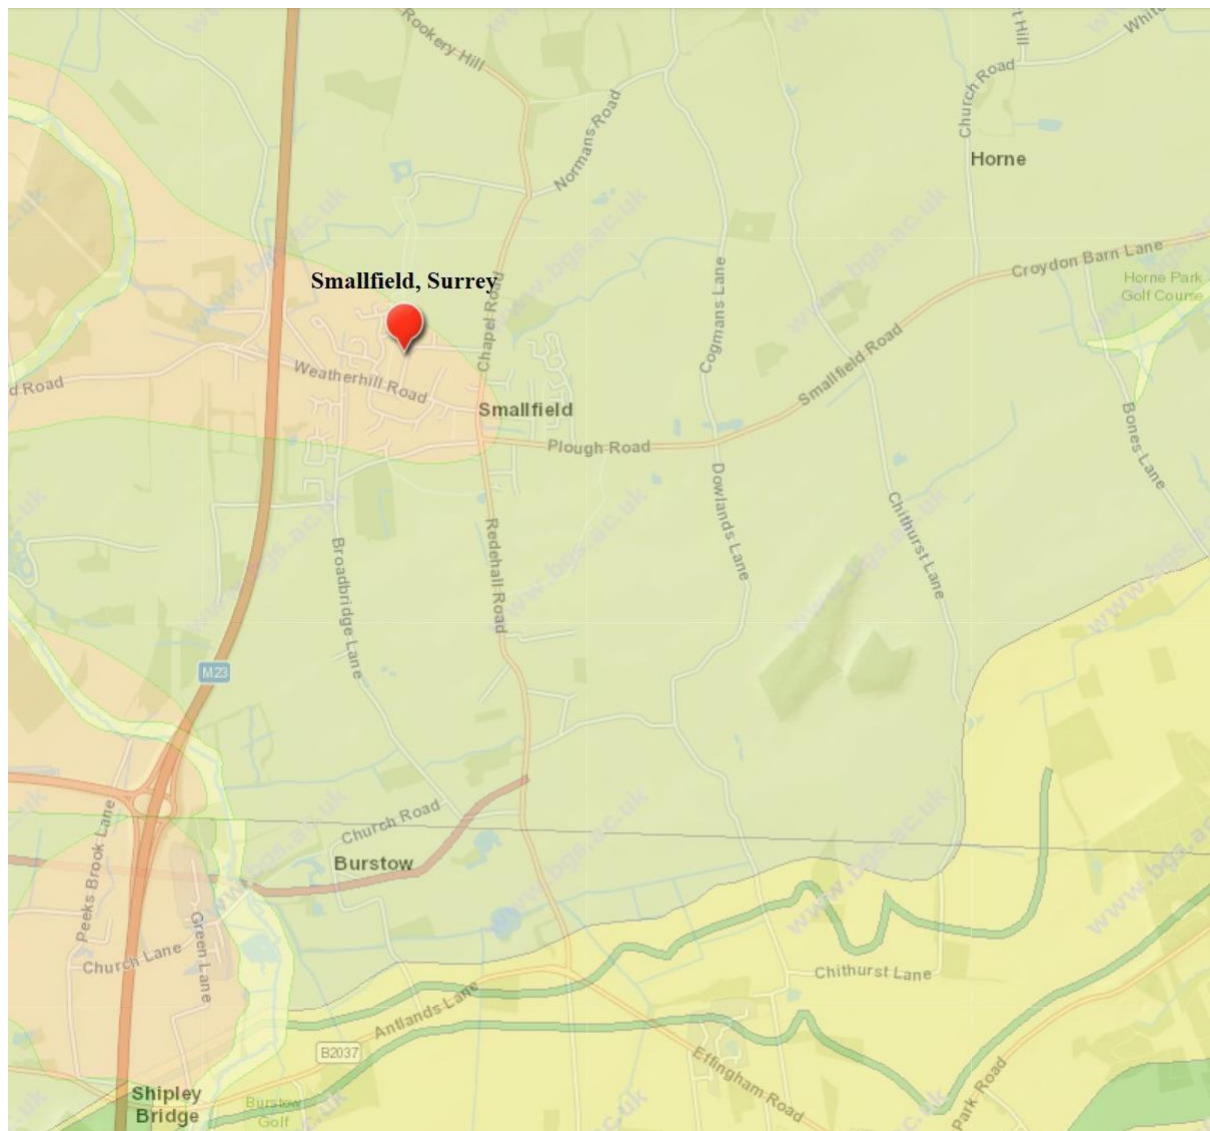 Rookery Hill
t Hill
White
Church Road
Normans Road
Horne
www.bgs.ac.uk
Croydon Barn Lane
Horne Park
Golf Course
Smallfield, Surrey
Chapel Road
Cogmans Lane
Smallfield Road
d Road
Weatherhill Road
Smallfield
Plough Road
Bones Lane
Dowlands Lane
Chithurst Lane
Redehall Road
Broadbridge Lane
M23
Church Road
Peeks Brook Lane
Burstow
Green Lane
Church Lane
Chithurst Lane
Antlands Lane
B2037
Effingham Road
Park Road
Shipley
Bridge
Burstow
Golf